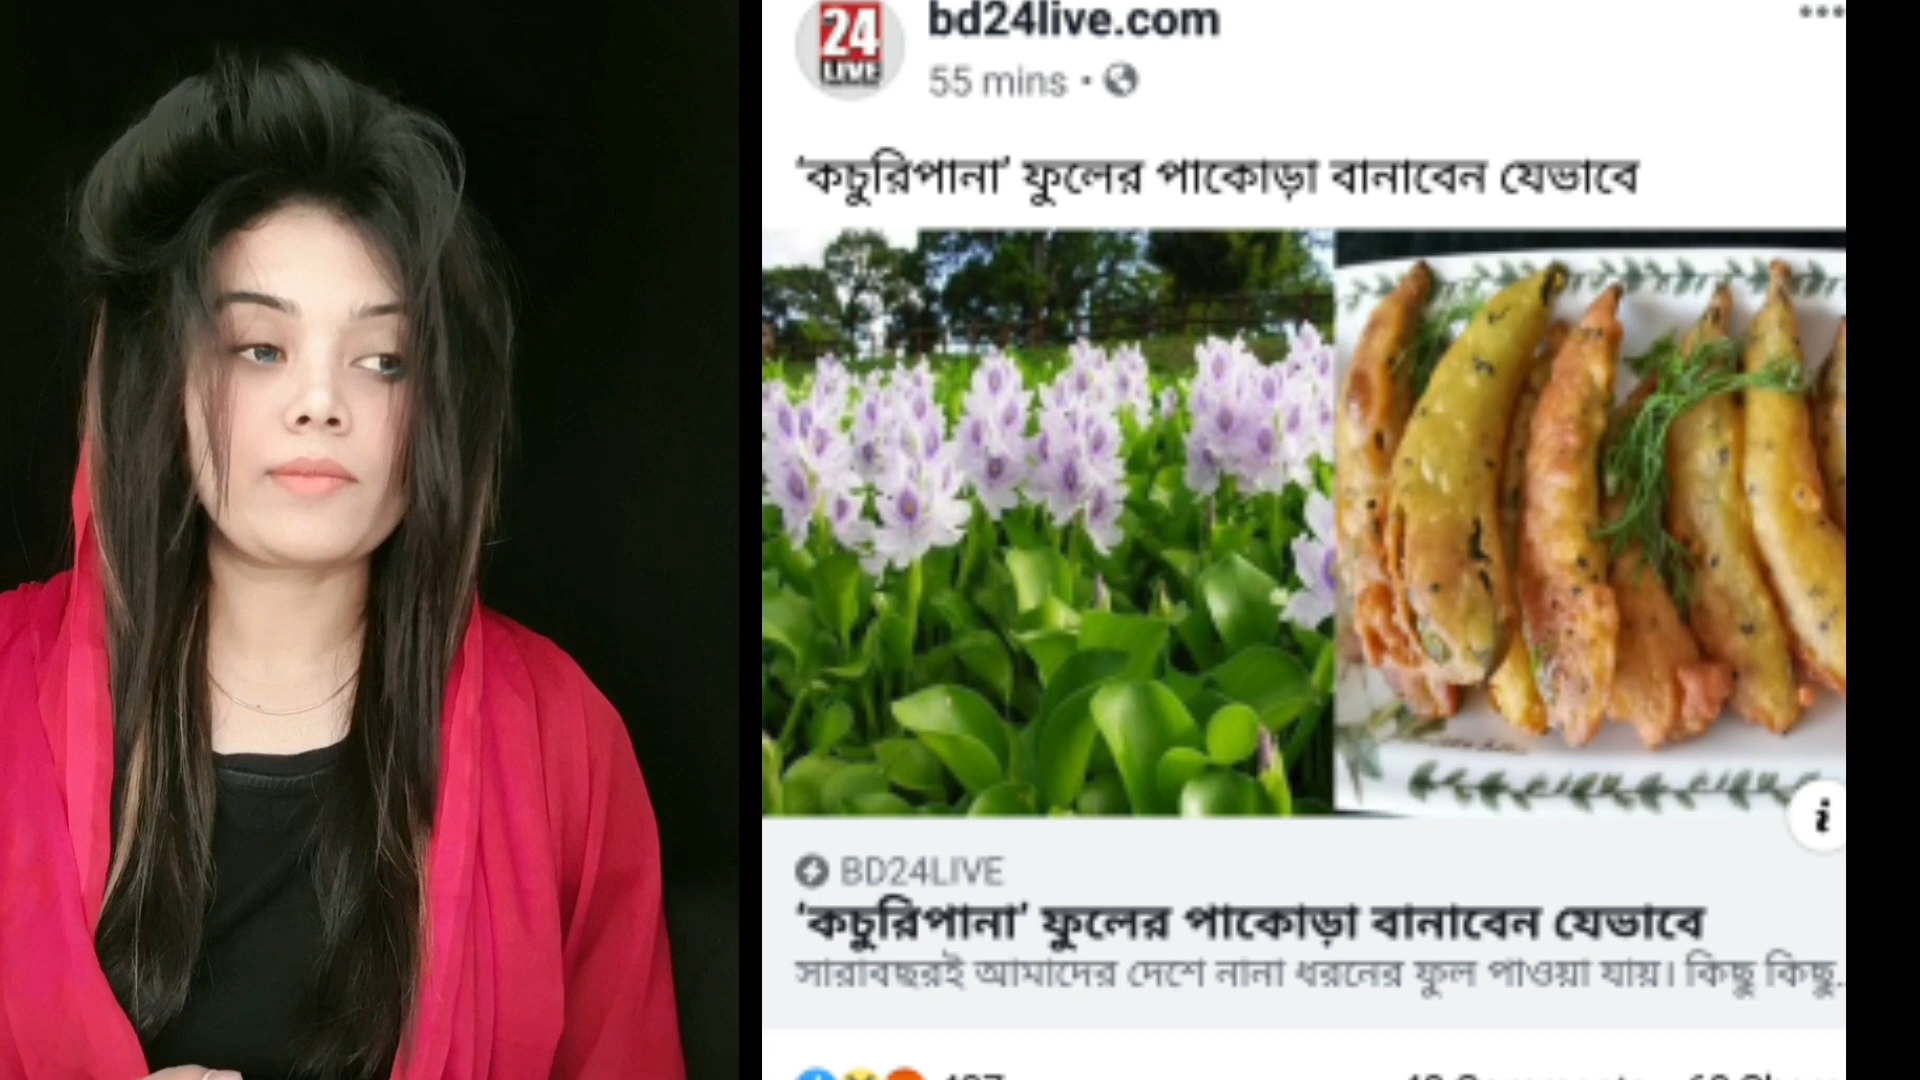 24
LIVE
bd24live.com
55 mins ·
‘কচুরিপানা’ ফুলের পাকোড়া বানাবেন যেভাবে
BD24LIVE
‘কচুরিপানা’ ফুলের পাকোড়া বানাবেন যেভাবে
সারাবছরই আমাদের দেশে নানা ধরনের ফুল পাওয়া যায়। কিছু কিছু..